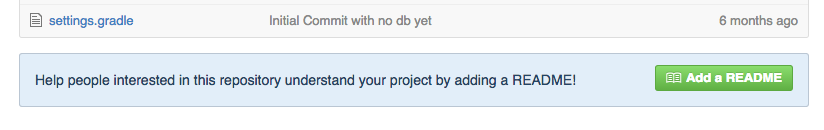 settings.gradle Initial Commit with no db yet 6 months ago
Help people interested in this repository understand your project by adding a README! Add a README